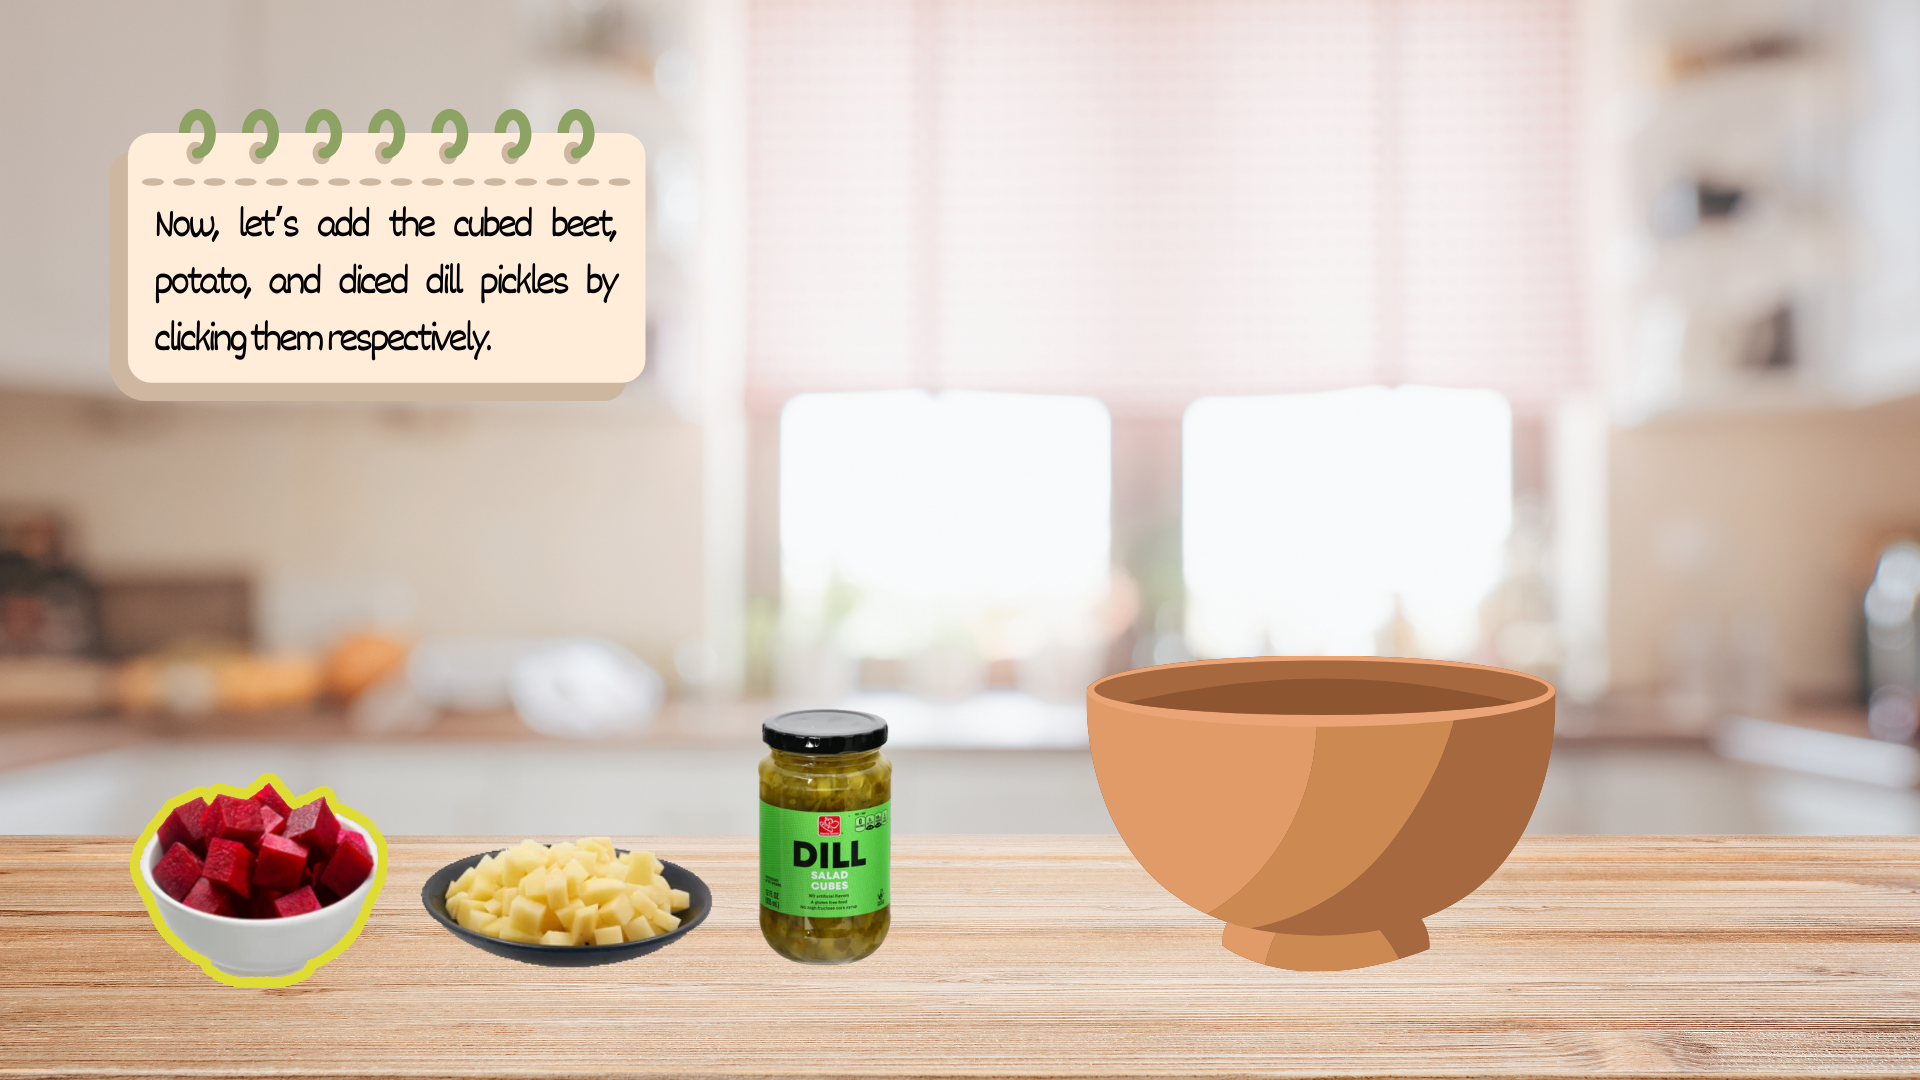 Now, let's add the cubed beet,
potato, and diced dill pickles by
clicking them respectively.
DILL
SALAD
CUBES